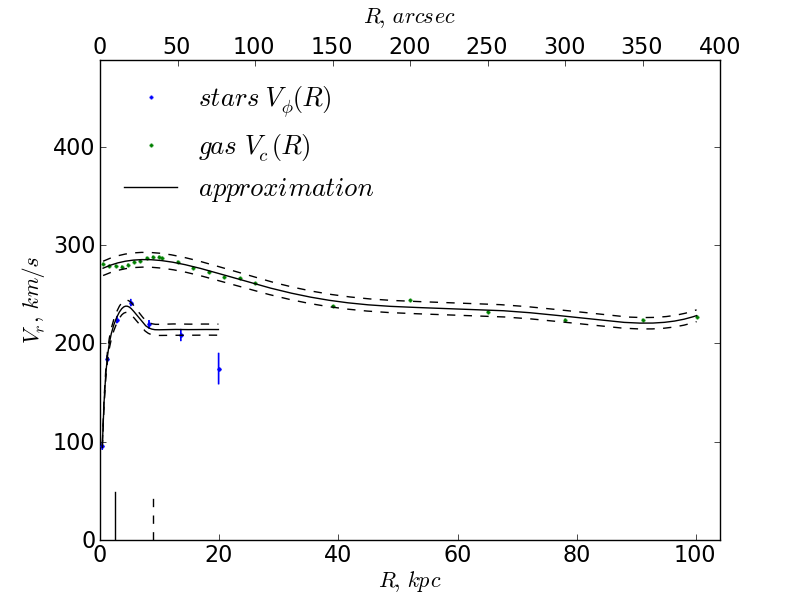 R, arcsec
0 50 100 150 200 250 300 350 400
stars V_ϕ(R)
gas V_c(R)
approximation
V_r, km/s
400
300
200
100
0
0 20 40 60 80 100
R, kpc